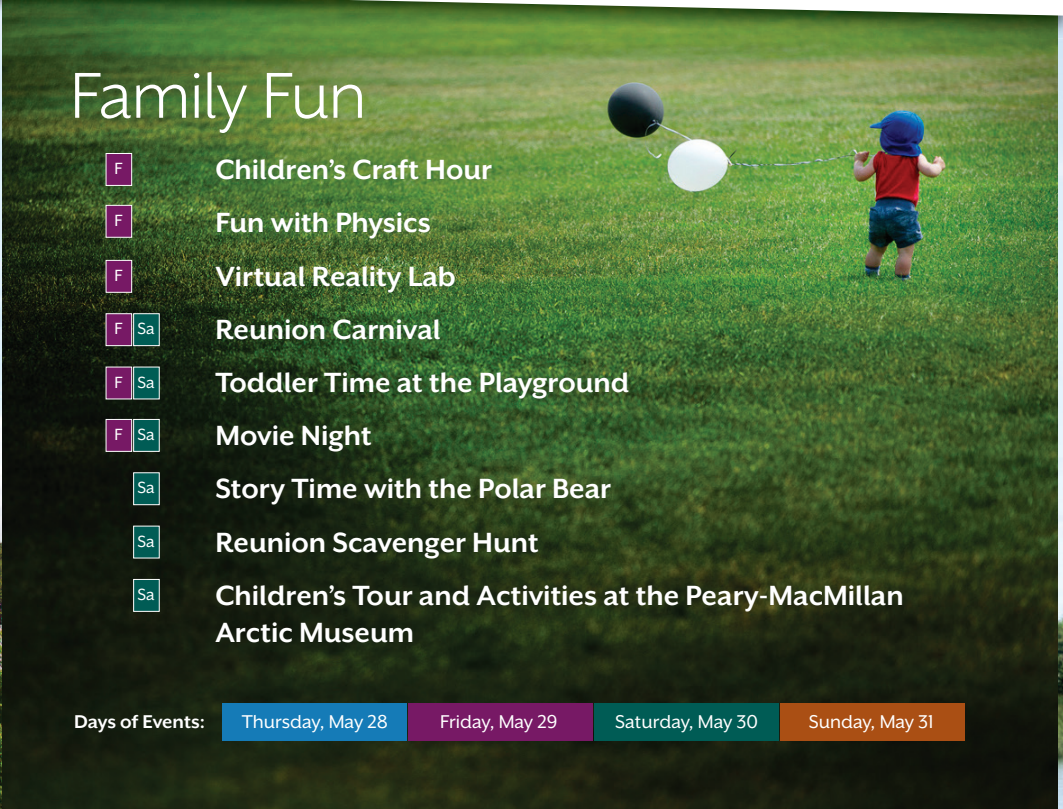 Family Fun
F Children’s Craft Hour
F Fun with Physics
F Virtual Reality Lab
F Sa Reunion Carnival
F Sa Toddler Time at the Playground
F Sa Movie Night
Sa Story Time with the Polar Bear
Sa Reunion Scavenger Hunt
Sa Children’s Tour and Activities at the Peary-MacMillan
Arctic Museum
Days of Events: Thursday, May 28 Friday, May 29 Saturday, May 30 Sunday, May 31